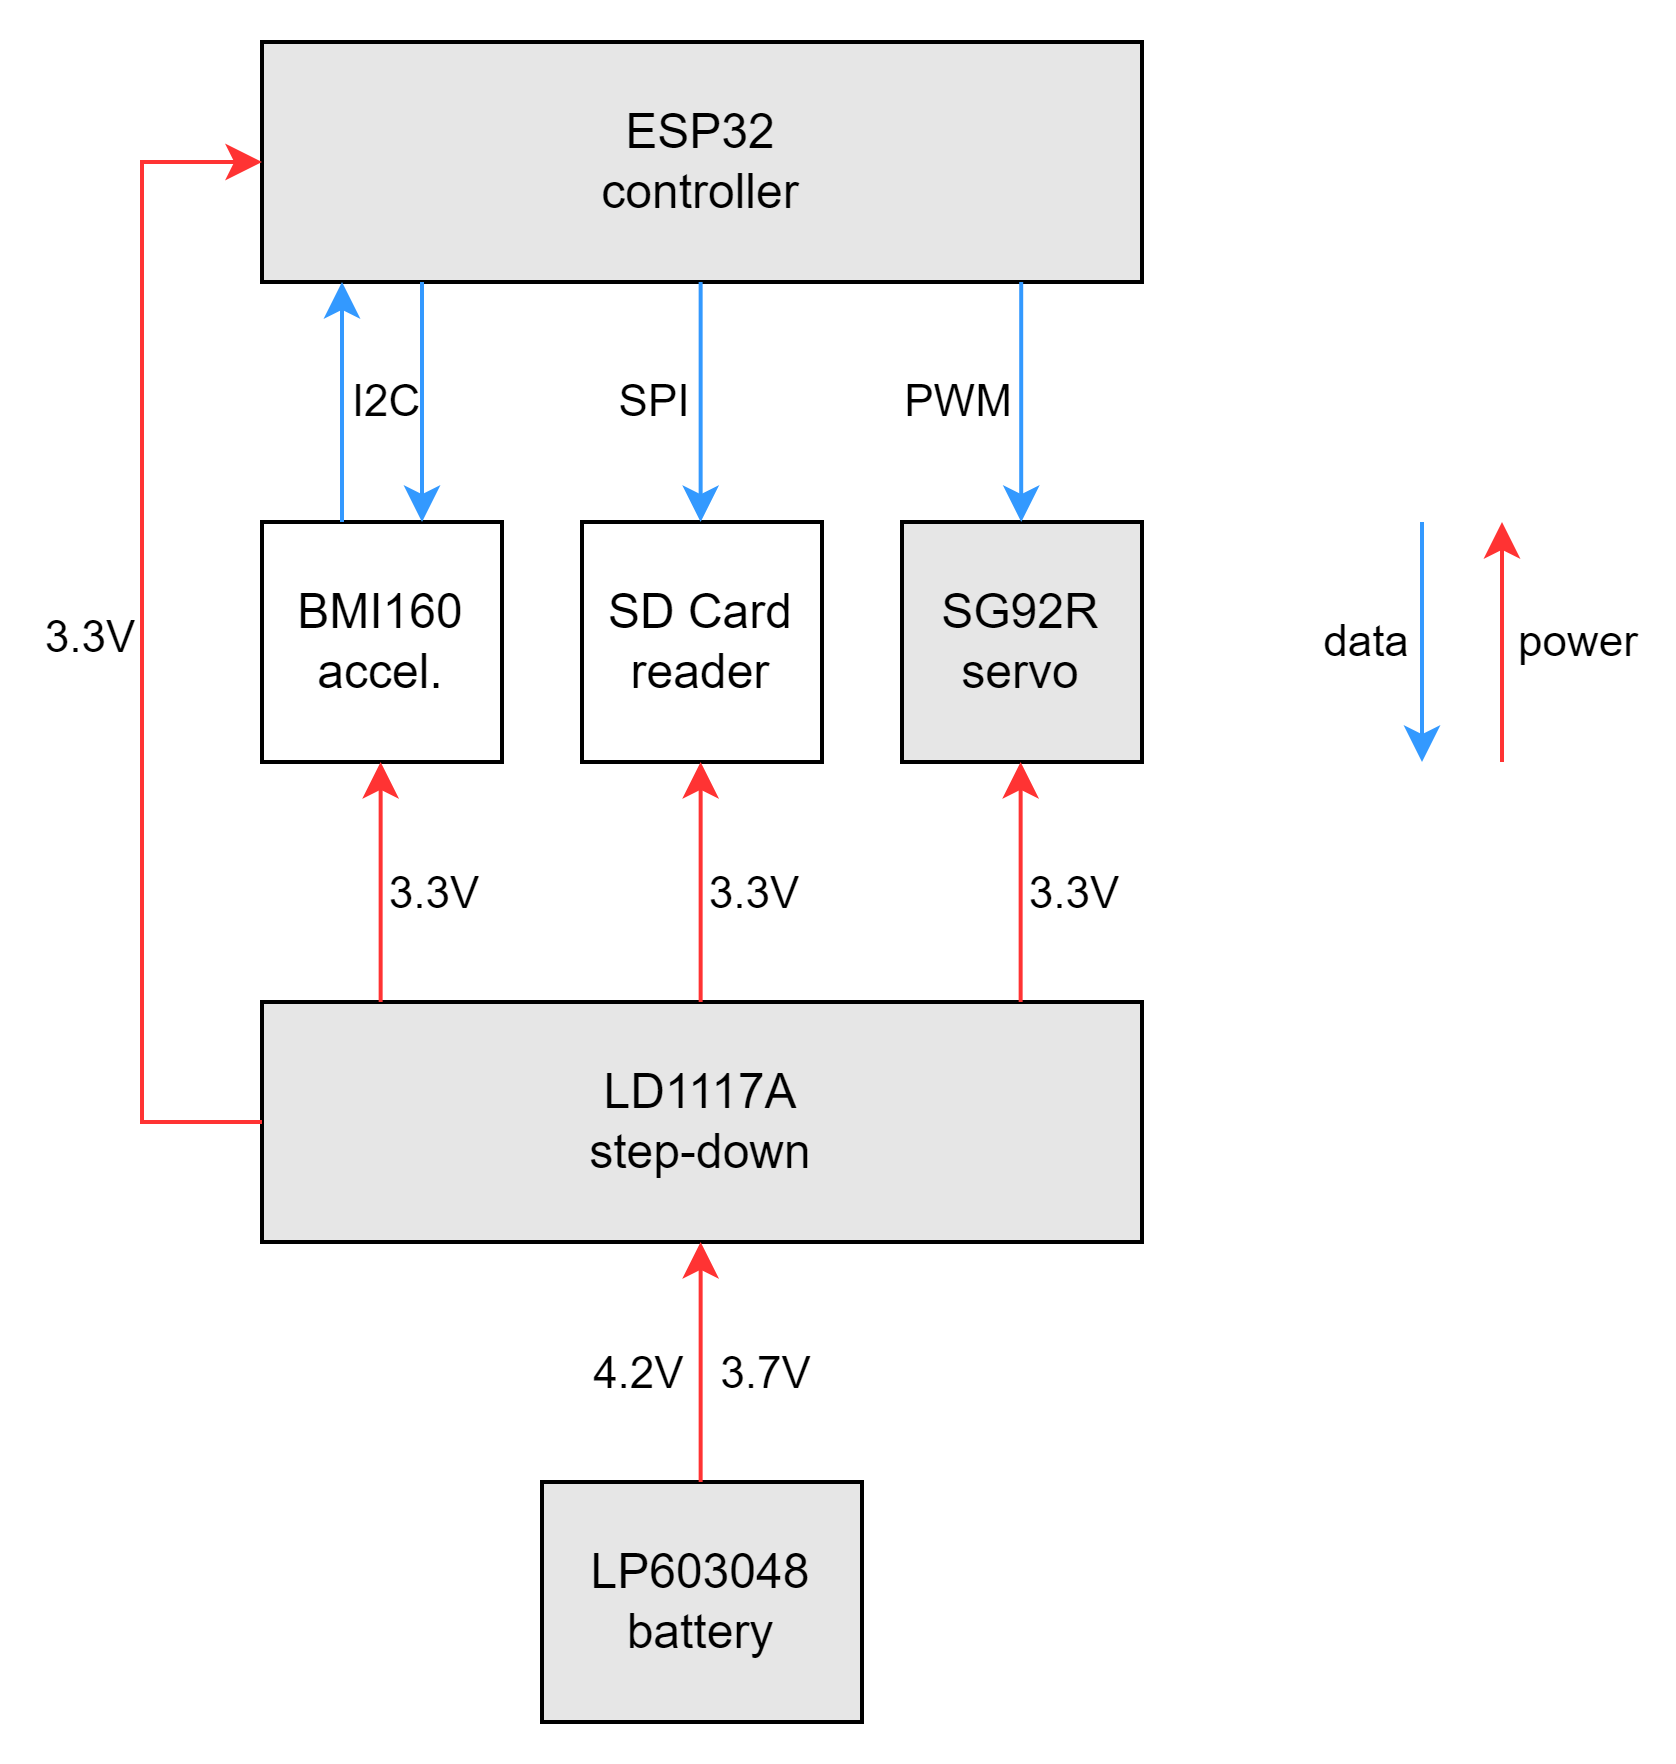 ESP32
controller
I2C
SPI
PWM
3.3V
BMI160
accel.
SD Card
reader
SG92R
servo
data
power
3.3V
3.3V
3.3V
LD1117A
step-down
4.2V
3.7V
LP603048
battery